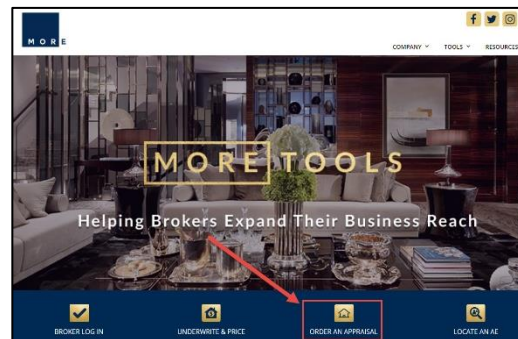 MORE
COMPANY TOOLS RESOURCES
MORE TOOLS
Helping Brokers Expand Their Business Reach
BROKER LOG IN UNDERWRITE & PRICE ORDER AN APPRAISAL LOCATE AN AE